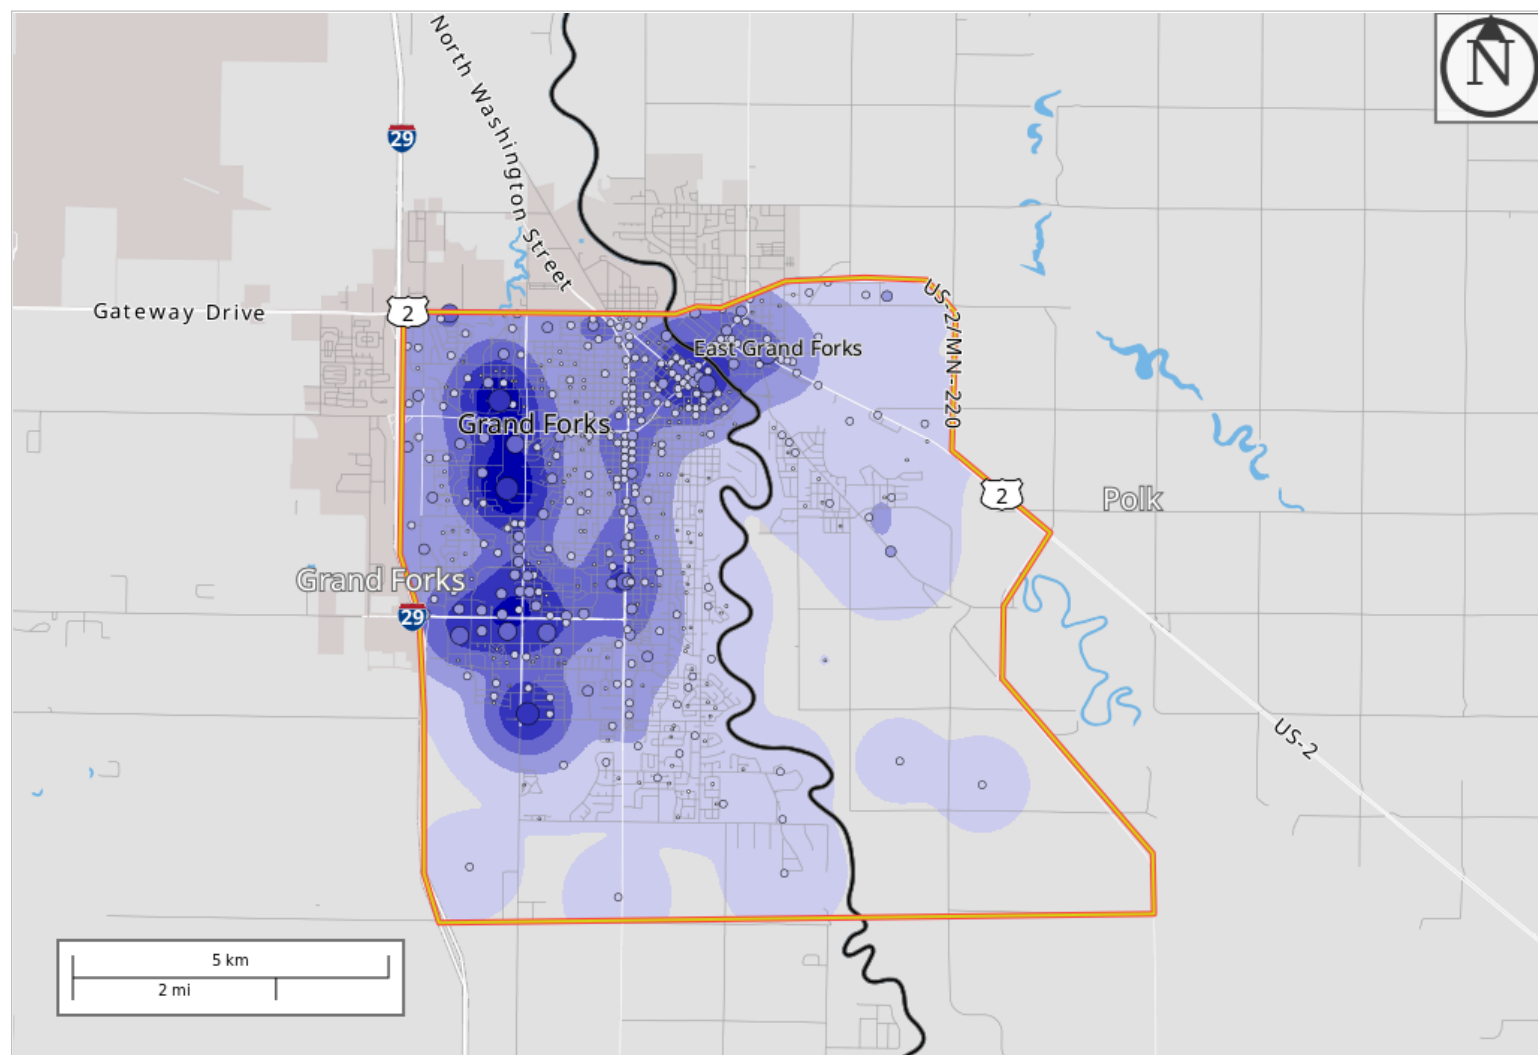 N
North Washington Street
29
Gateway Drive
2
US-2/MN-220
East Grand Forks
Grand Forks
2
Polk
Grand Forks
29
US-2
5 km
2 mi